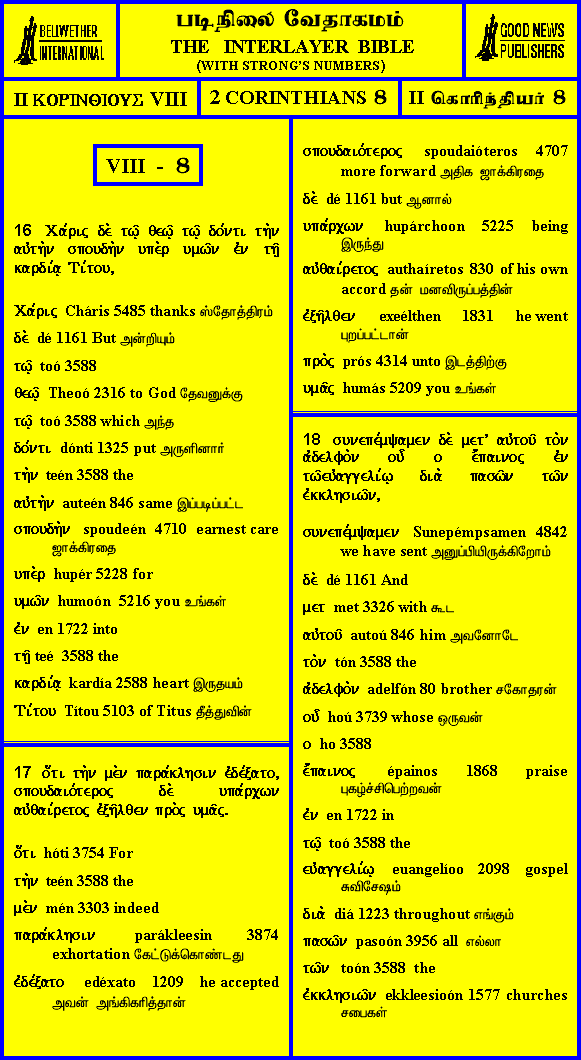 BELIWETHER
INTERNATIONAL
படிநிலை வேதாகமம்
THE INTERLAYER BIBLE
(WITH STRONG'S NUMBERS)
GOOD NEWS
PUBLISHERS
II ΚΟΡΙΝΘΙΟΥΣ VIII
2 CORINTHIANS 8
II கொரிந்தியர் 8
VIII - 8
16 Χάρις δὲ τῷ θεῷ τῷ δόντι τὴν
αὐτὴν σπουδὴν υπὲρ υμῶν ἐν τῇ
καρδίᾳ Τίτου,
Χάρις Cháris 5485 thanks ஸ்தோத்திரம்
δὲ dé 1161 But அன்றியும்
τῷ toó 3588
θεῷ Theoó 2316 to God தேவனுக்கு
τῷ toó 3588 which அந்த
δόντι dónti 1325 put அருளினார்
τὴν teén 3588 the
αὐτὴν auteén 846 same இப்படிப்பட்ட
σπουδὴν spoudeén 4710 earnest care
ஜாக்கிரதை
υπὲρ hupér 5228 for
υμῶν humoón 5216 you உங்கள்
ἐν en 1722 into
τῇ teé 3588 the
καρδίᾳ kardía 2588 heart இருதயம்
Τίτου Títou 5103 of Titus தீத்துவின்
17 ὅτι τὴν μὲν παράκλησιν ἐδέξατο,
σπουδαιότερος δὲ υπάρχων
αὐθαίρετος ἐξῆλθεν πρὸς υμᾶς.
ὅτι hóti 3754 For
τὴν teén 3588 the
μὲν mén 3303 indeed
παράκλησιν parákleesin 3874
exhortation கேட்டுக்கொண்டது
ἐδέξατο edéxato 1209 he accepted
அவன் அங்கிகரித்தான்
σπουδαιότερος spoudaióteros 4707
more forward அதிக ஜாக்கிரதை
δὲ dé 1161 but ஆனால்
υπάρχων hupárchoon 5225 being
இருந்து
αὐθαίρετος authaíretos 830 of his own
accord தன் மனவிருப்பத்தின்
ἐξῆλθεν exeélthen 1831 he went
புறப்பட்டான்
πρὸς prós 4314 unto இடத்திற்கு
υμᾶς humás 5209 you உங்கள்
18 συνεπέμψαμεν δὲ μετ' αὐτοῦ τὸν
ἀδελφὸν οὗ ο ἔπαινος ἐν
τῶεὐαγγελίῳ διὰ πασῶν τῶν
ἐκκλησιῶν,
συνεπέμψαμεν Sunepémpsamen 4842
we have sent அனுப்பியிருக்கிறோம்
δὲ dé 1161 And
μετ met 3326 with கூட
αὐτοῦ autoú 846 him அவனோடே
τὸν tón 3588 the
ἀδελφὸν adelfón 80 brother சகோதரன்
οὗ hoú 3739 whose ஒருவன்
ο ho 3588
ἔπαινος épainos 1868 praise
புகழ்ச்சிபெற்றவன்
ἐν en 1722 in
τῷ toó 3588 the
εὐαγγελίῳ euangelíoo 2098 gospel
சுவிசேஷம்
διὰ diá 1223 throughout எங்கும்
πασῶν pasoón 3956 all எல்லா
τῶν toón 3588 the
ἐκκλησιῶν ekkleesioón 1577 churches
சபைகள்